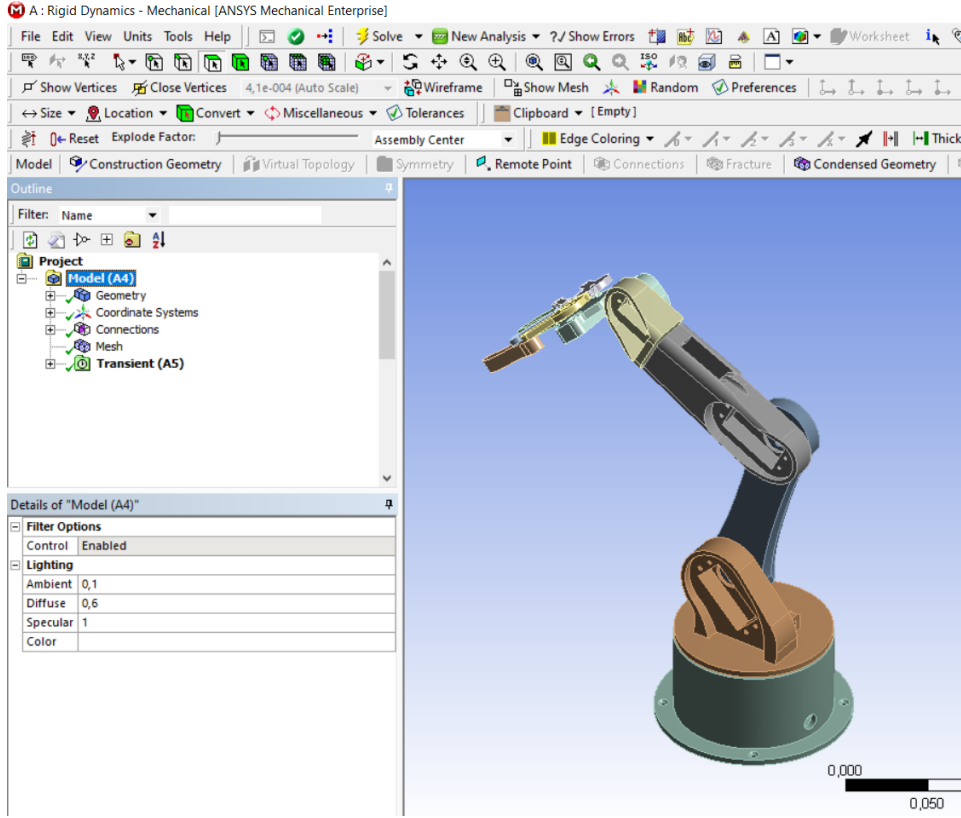 A : Rigid Dynamics - Mechanical [ANSYS Mechanical Enterprise]
File Edit View Units Tools Help Solve New Analysis ?/ Show Errors Worksheet
Show Vertices Close Vertices 4,1e-004 (Auto Scale) Wireframe Show Mesh Random Preferences
Size Location Convert Miscellaneous Tolerances Clipboard [Empty]
Reset Explode Factor: Assembly Center Edge Coloring Thick
Model Construction Geometry Virtual Topology Symmetry Remote Point Connections Fracture Condensed Geometry
Outline
Filter: Name
Project
Model (A4)
Geometry
Coordinate Systems
Connections
Mesh
Transient (A5)
Details of "Model (A4)"
Filter Options
Control Enabled
Lighting
Ambient 0,1
Diffuse 0,6
Specular 1
Color
0,000
0,050